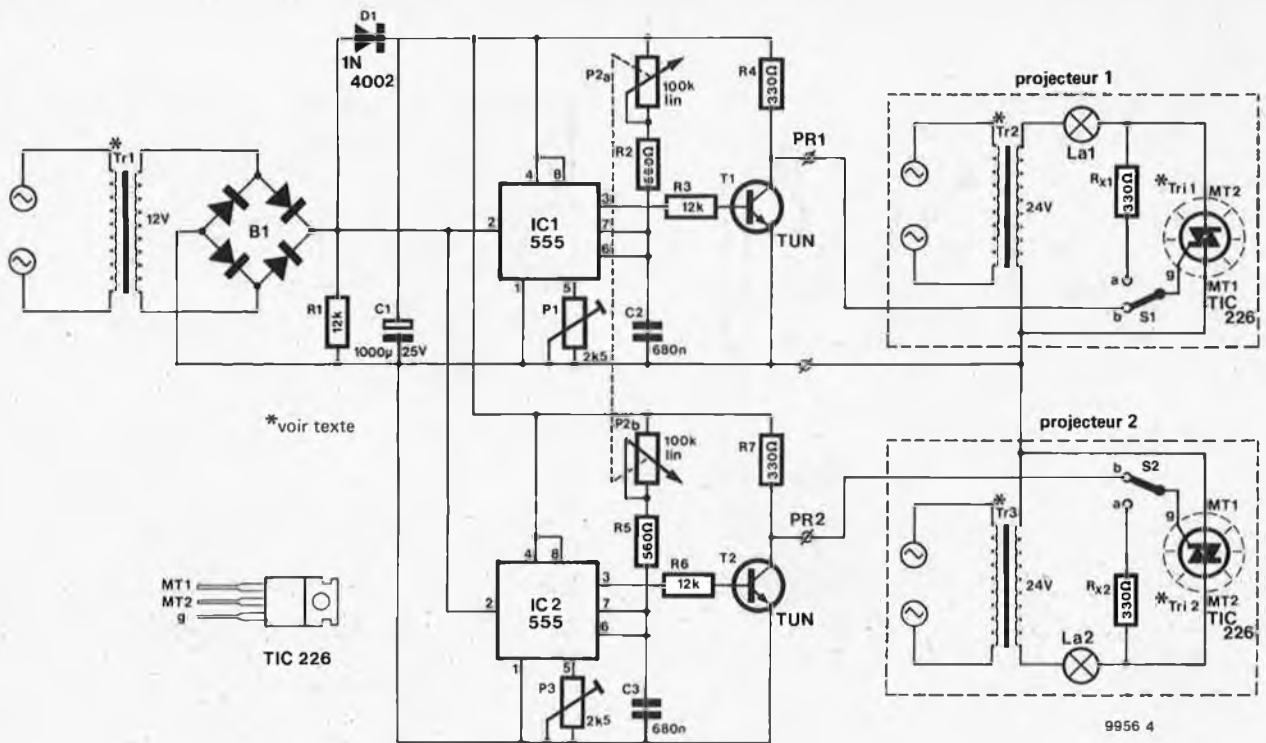 D1
1N
4002
*
Tr1
12V
B1
R1
12k
C1
1000µ 25V
*voir texte
MT1
MT2
g
TIC 226
4
8
2
IC1
555
3
7
6
1
5
P1
2k5
P2a
100k
lin
R2
R3
12k
C2
680n
R4
330Ω
T1
TUN
PR1
projecteur 1
*
Tr2
24V
La1
Rx1
330Ω
*Tri 1
MT2
g
MT1
TIC
226
a
b
S1
4
8
2
IC2
555
3
7
6
1
5
P3
2k5
P2b
100k
lin
R5
560Ω
R6
12k
C3
680n
R7
330Ω
T2
TUN
PR2
projecteur 2
*
Tr3
24V
La2
Rx2
330Ω
b
S2
a
g
MT1
*Tri 2
MT2
TIC
226
9956 4